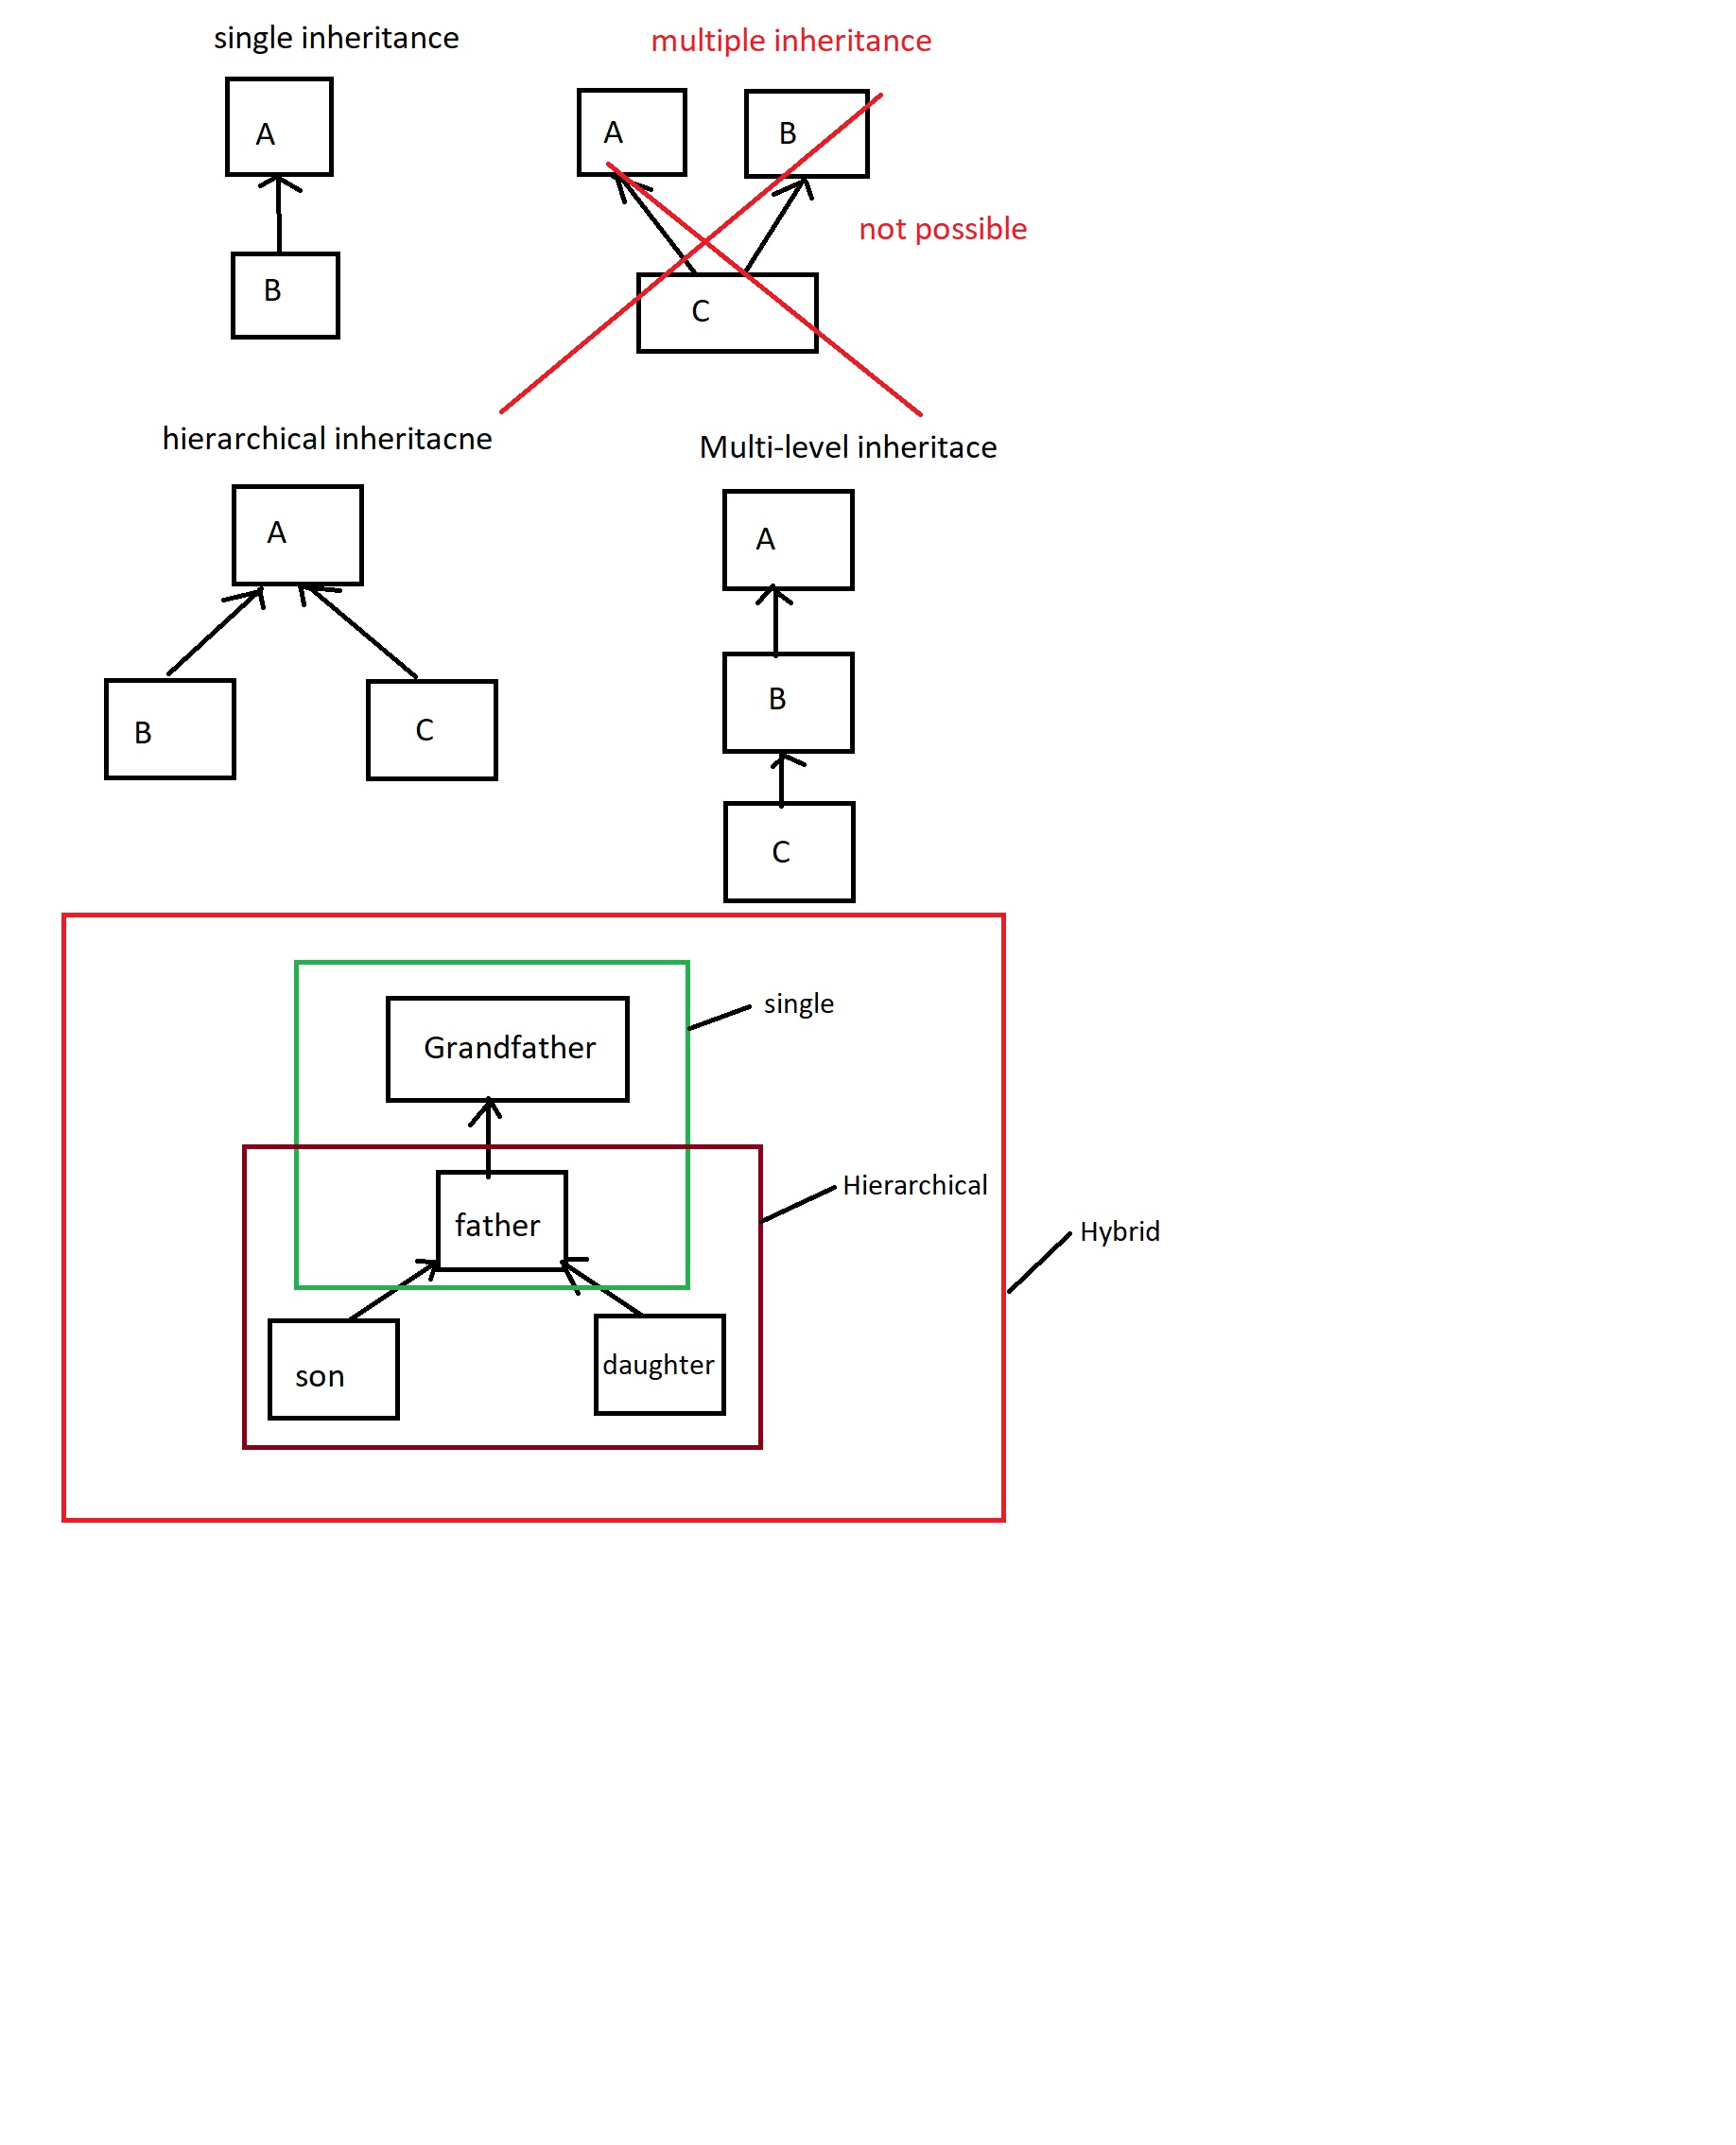 single inheritance
multiple inheritance
A
A
B
not possible
B
C
hierarchical inheritacne
Multi-level inheritace
A
A
B
C
B
C
single
Grandfather
Hierarchical
father
Hybrid
son
daughter